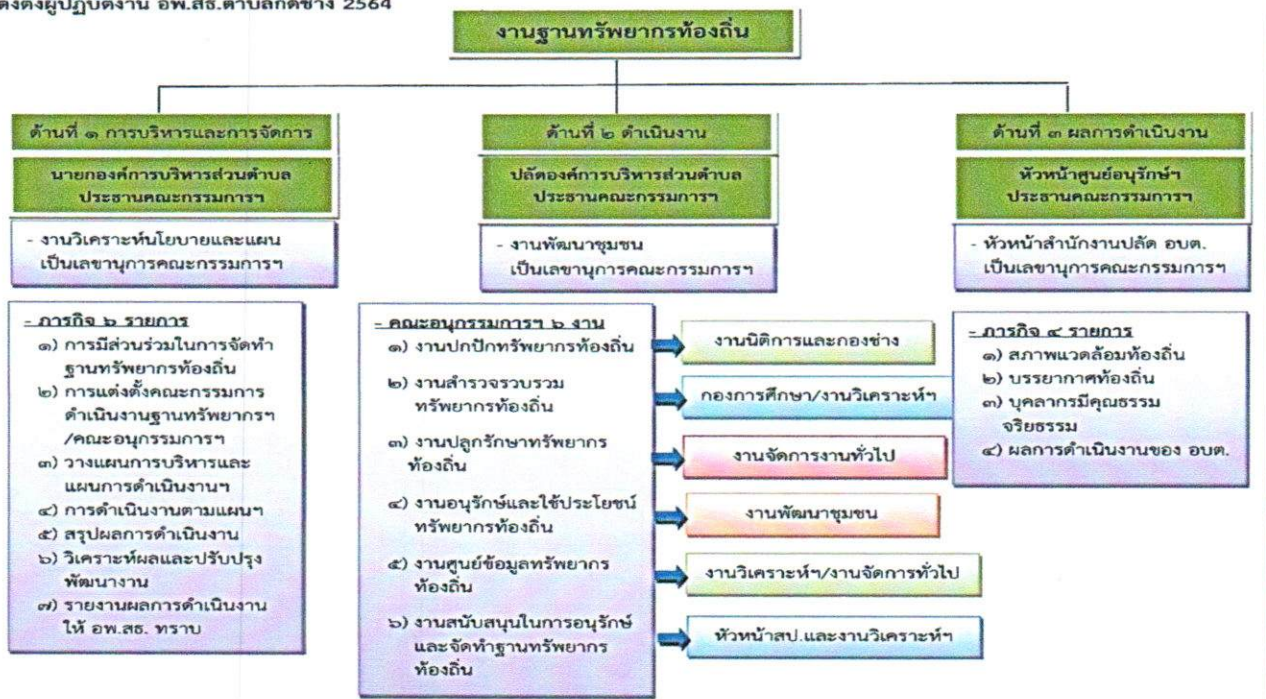 งานฐานทรัพยากรท้องถิ่น
ด้านที่ ๑ การบริหารและการจัดการ
นายกองค์การบริหารส่วนตำบล
ประธานคณะกรรมการฯ
- งานวิเคราะห์นโยบายและแผน
เป็นเลขานุการคณะกรรมการฯ
- ภารกิจ ๖ รายการ
๑) การมีส่วนร่วมในการจัดทำ
ฐานทรัพยากรท้องถิ่น
๒) การแต่งตั้งคณะกรรมการ
ดำเนินงานฐานทรัพยากรฯ
/คณะอนุกรรมการฯ
๓) วางแผนการบริหารและ
แผนการดำเนินงานฯ
๔) การดำเนินงานตามแผนฯ
๕) สรุปผลการดำเนินงาน
๖) วิเคราะห์ผลและปรับปรุง
พัฒนางาน
๗) รายงานผลการดำเนินงาน
ให้ อพ.สธ. ทราบ
ด้านที่ ๒ ดำเนินงาน
ปลัดองค์การบริหารส่วนตำบล
ประธานคณะกรรมการฯ
- งานพัฒนาชุมชน
เป็นเลขานุการคณะกรรมการฯ
- คณะอนุกรรมการฯ ๖ งาน
๑) งานปกปักทรัพยากรท้องถิ่น
งานนิติการและกองช่าง
๒) งานสำรวจรวบรวม
ทรัพยากรท้องถิ่น
กองการศึกษา/งานวิเคราะห์ฯ
๓) งานปลูกรักษาทรัพยากร
ท้องถิ่น
งานจัดการงานทั่วไป
๔) งานอนุรักษ์และใช้ประโยชน์
ทรัพยากรท้องถิ่น
งานพัฒนาชุมชน
๕) งานศูนย์ข้อมูลทรัพยากร
ท้องถิ่น
งานวิเคราะห์ฯ/งานจัดการทั่วไป
๖) งานสนับสนุนในการอนุรักษ์
และจัดทำฐานทรัพยากร
ท้องถิ่น
หัวหน้าสป.และงานวิเคราะห์ฯ
ด้านที่ ๓ ผลการดำเนินงาน
หัวหน้าศูนย์อนุรักษ์ฯ
ประธานคณะกรรมการฯ
- หัวหน้าสำนักงานปลัด อบต.
เป็นเลขานุการคณะกรรมการฯ
- ภารกิจ ๔ รายการ
๑) สภาพแวดล้อมท้องถิ่น
๒) บรรยากาศท้องถิ่น
๓) บุคลากรมีคุณธรรม
จริยธรรม
๔) ผลการดำเนินงานของ อบต.